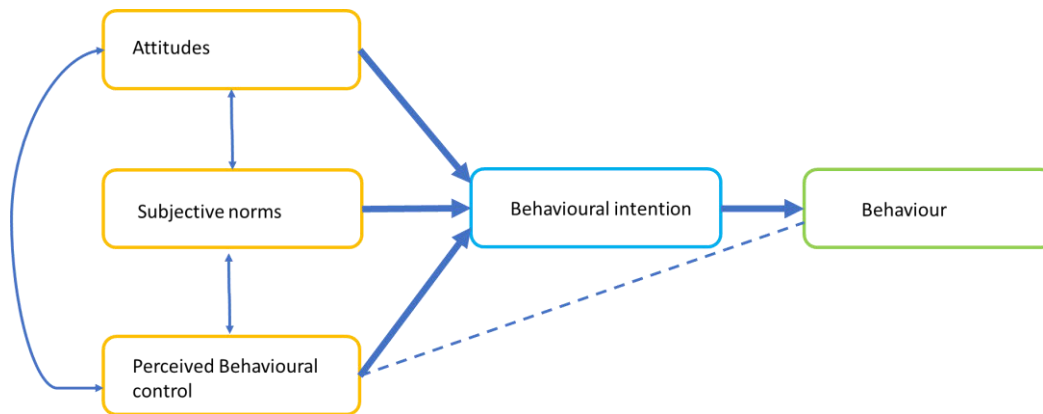 Attitudes
Subjective norms
Behavioural intention
Behaviour
Perceived Behavioural
control